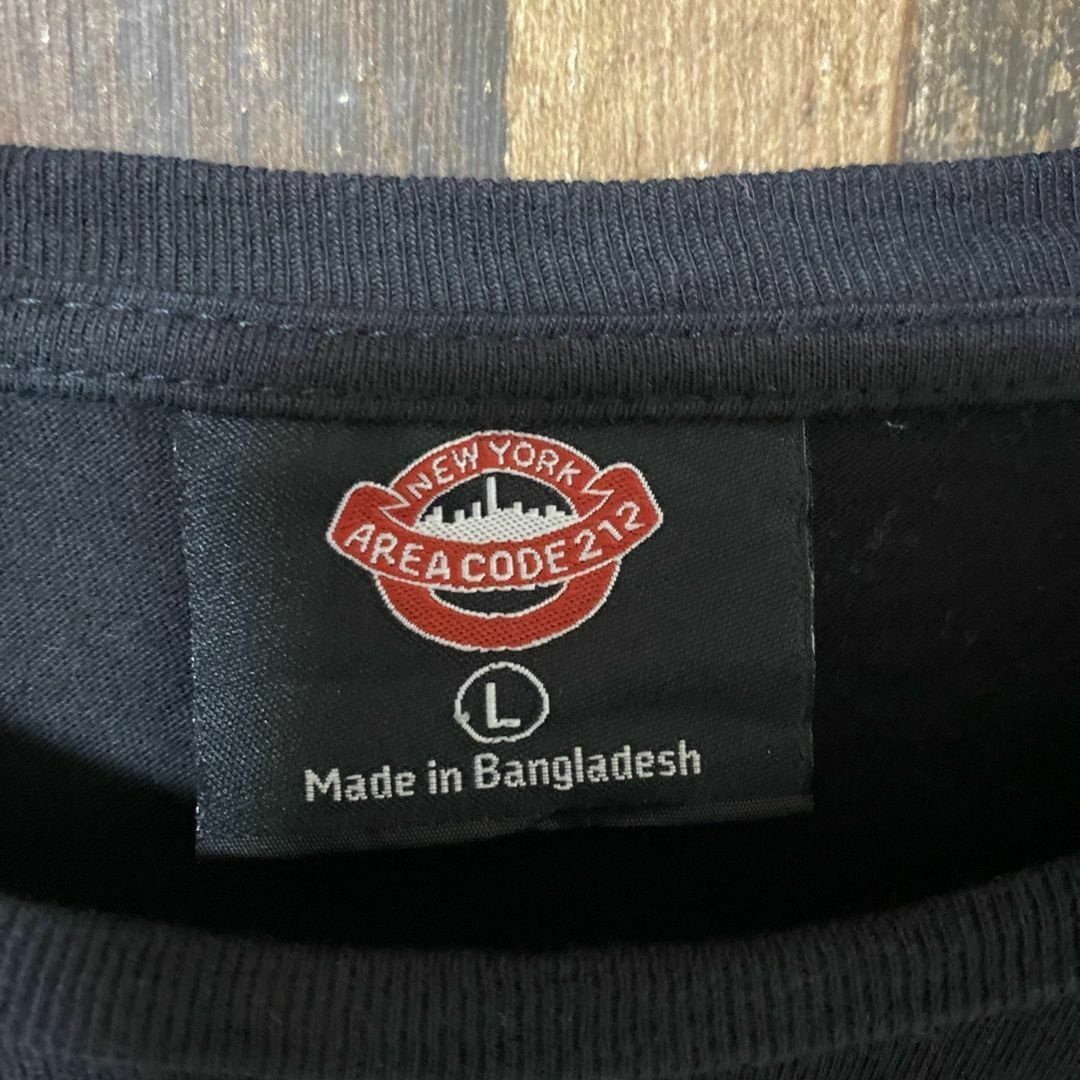 NEW YORK
AREA CODE 212
L
Made in Bangladesh